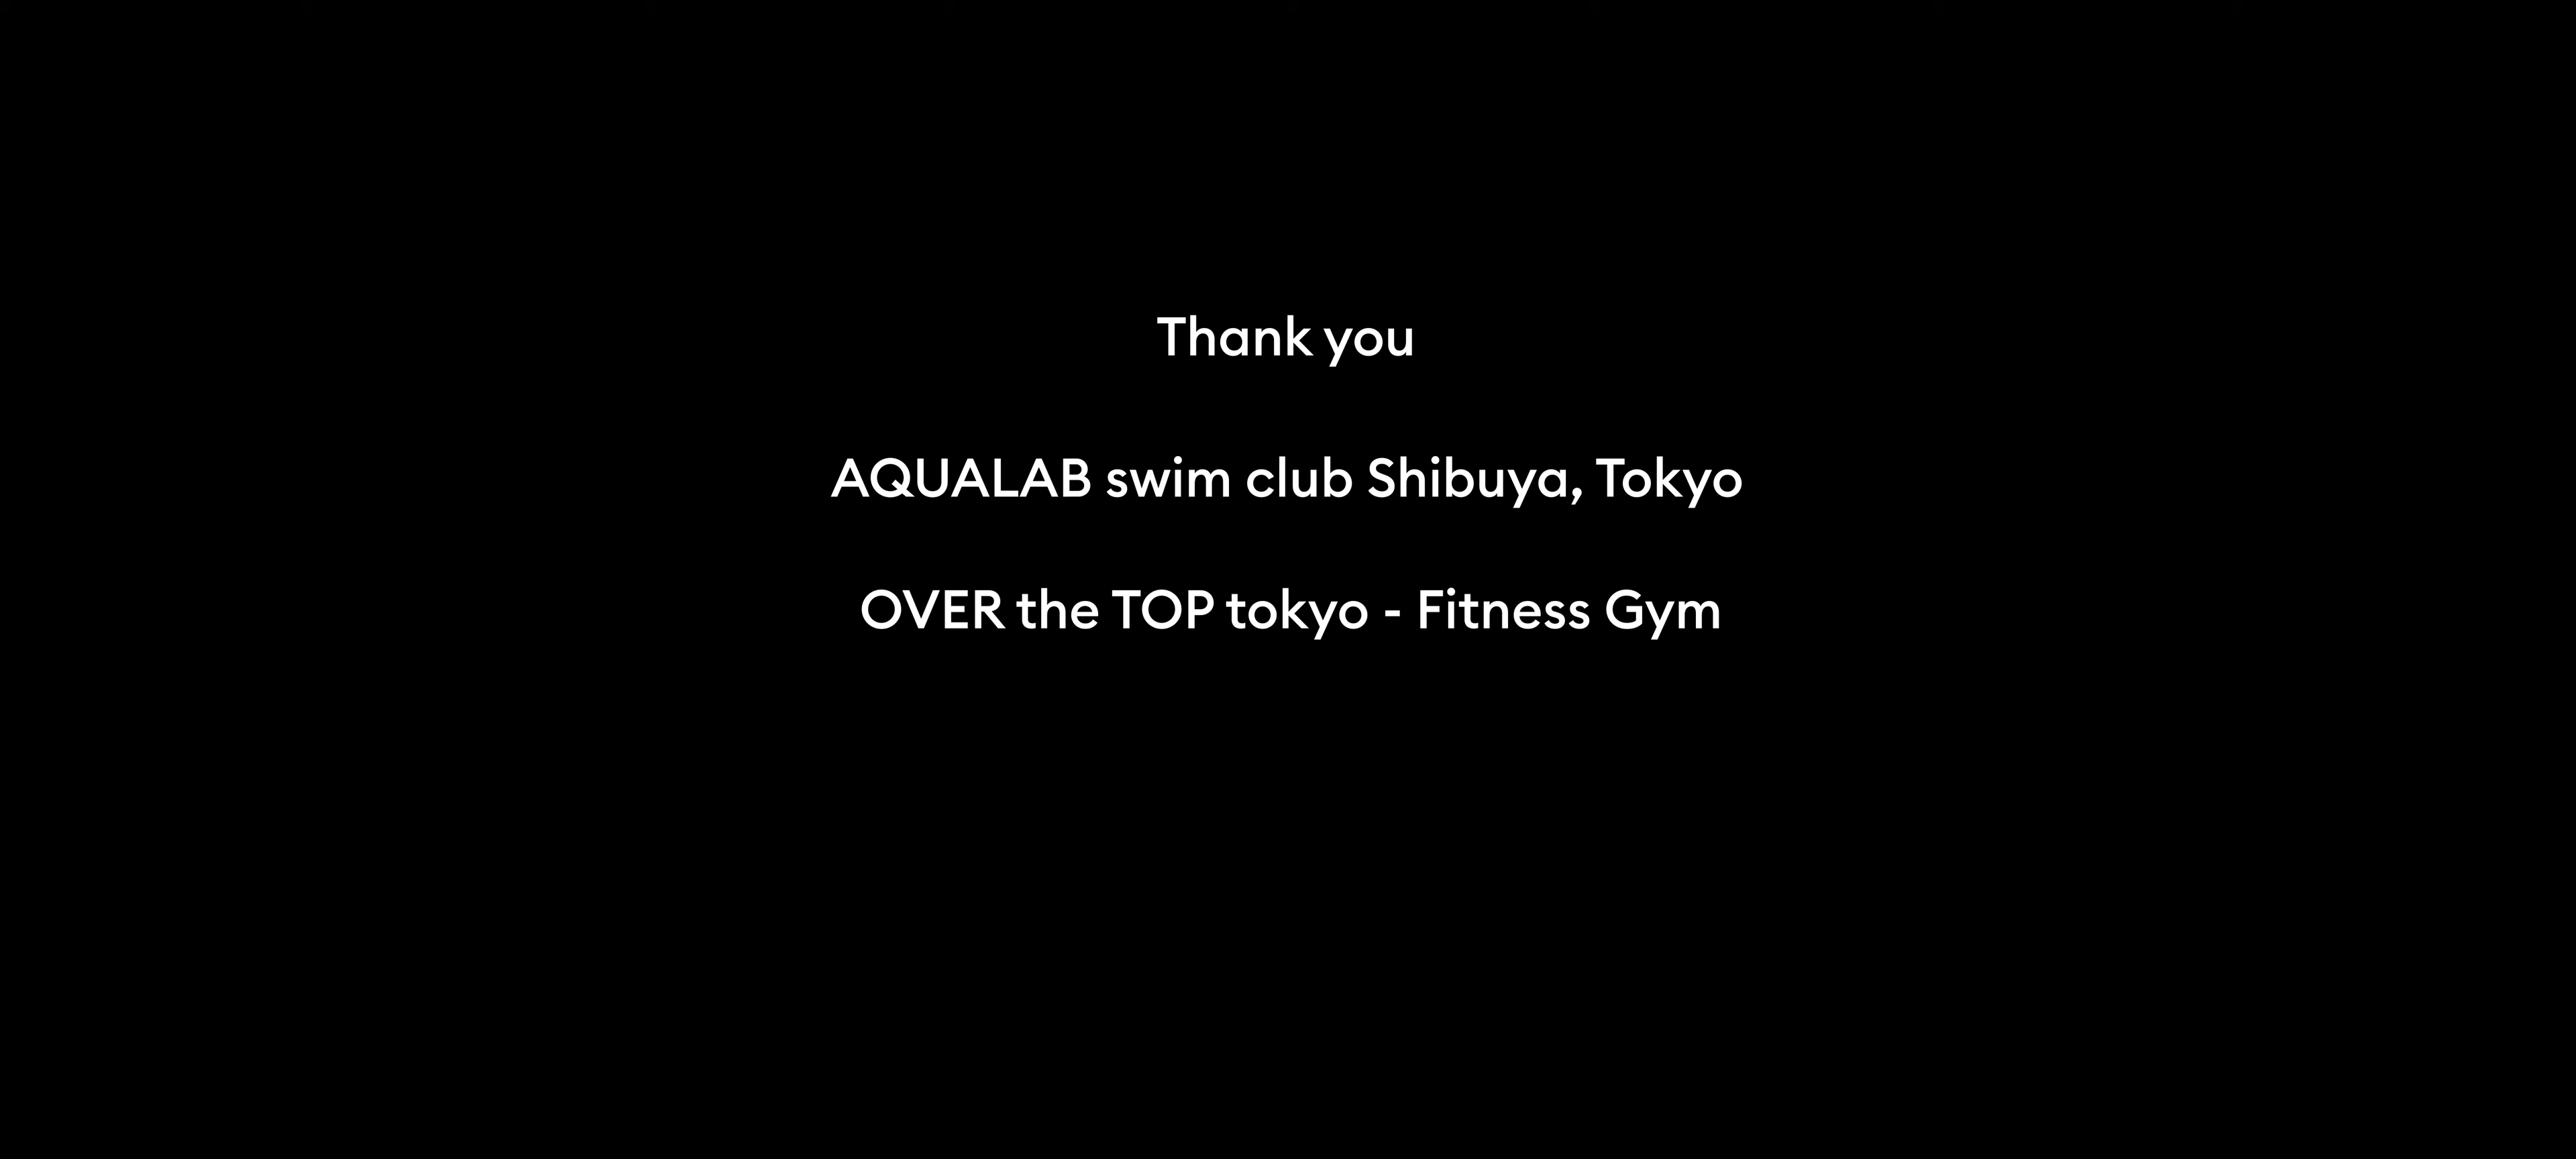 Thank you
AQUALAB swim club Shibuya, Tokyo
OVER the TOP tokyo - Fitness Gym